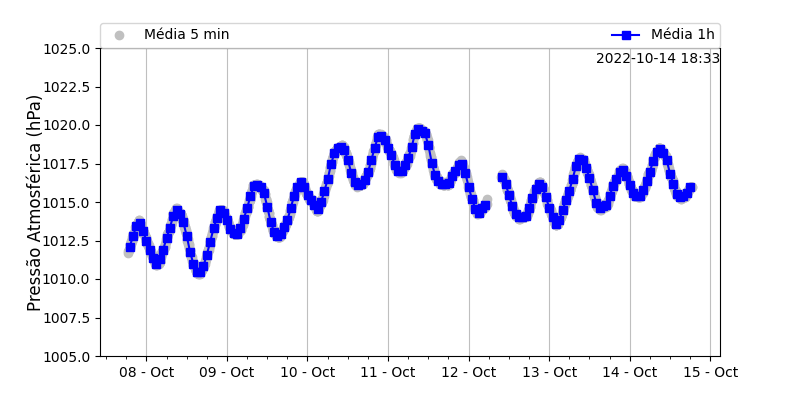 Média 5 min
Média 1h
2022-10-14 18:33
Pressão Atmosférica (hPa)
1025.0
1022.5
1020.0
1017.5
1015.0
1012.5
1010.0
1007.5
1005.0
08 - Oct
09 - Oct
10 - Oct
11 - Oct
12 - Oct
13 - Oct
14 - Oct
15 - Oct